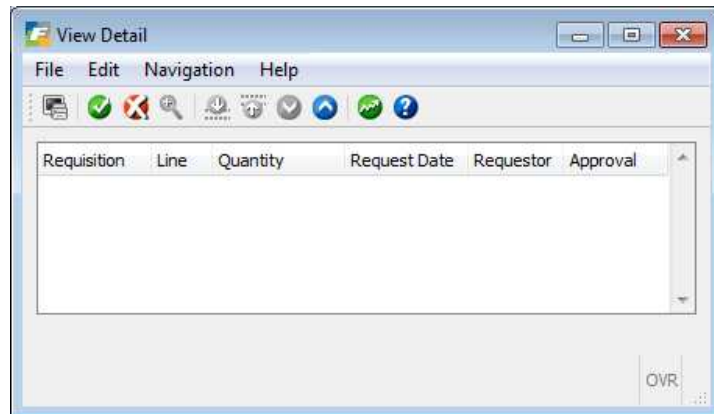 View Detail
File Edit Navigation Help
Requisition Line Quantity Request Date Requestor Approval
OVR